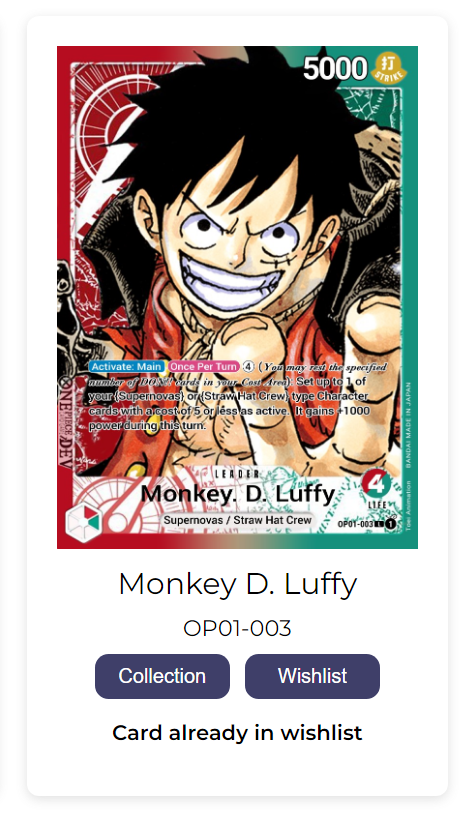 5000
打
STRIKE
Activate: Main Once Per Turn ④ (You may rest the specified
number of DON!! cards in your Cost Area): Set up to 1 of
your {Supernovas} or {Straw Hat Crew} type Character
cards with a cost of 5 or less as active. It gains +1000
power during this turn.
BANDAI MADE IN JAPAN
LEADER
Monkey. D. Luffy
4
LIFE
Supernovas / Straw Hat Crew
OP01-003 L 1
Toei Animation
Monkey D. Luffy
OP01-003
Collection Wishlist
Card already in wishlist